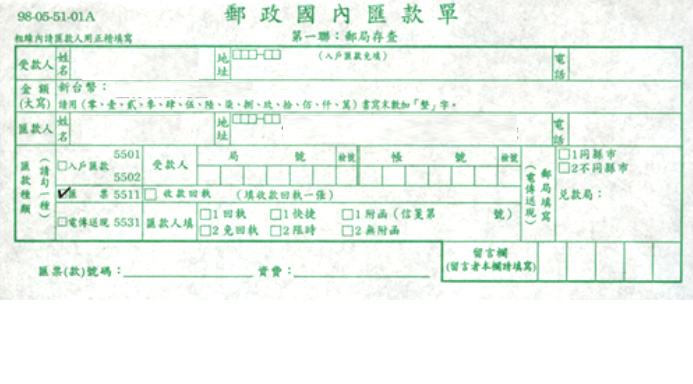 98-05-51-01A
郵政國內匯款單
粗線內請匯款人用正楷填寫
第一聯：郵局存查
受款人 姓名 地址 (入戶匯款免填) 電話
金額(大寫) 新台幣：
請用(零、壹、貳、參、肆、伍、陸、柒、捌、玖、拾、佰、仟、萬)書寫末數加「整」字。
匯款人 姓名 地址 電話
匯款種類 (請勾一種)
□入戶匯款 5501 5502
受款人 局號 檢號 帳號 檢號
✓匯票 5511 □收款回執 (填收款回執一張)
□電傳送現 5531 匯款人填
□1回執 □1快捷 □1附函(信箋第 號)
□2免回執 □2限時 □2無附函
郵局填寫 (電傳送現)
□1同縣市
□2不同縣市
兌款局：
留言欄
(留言者本欄請填寫)
匯票(款)號碼： 資費：